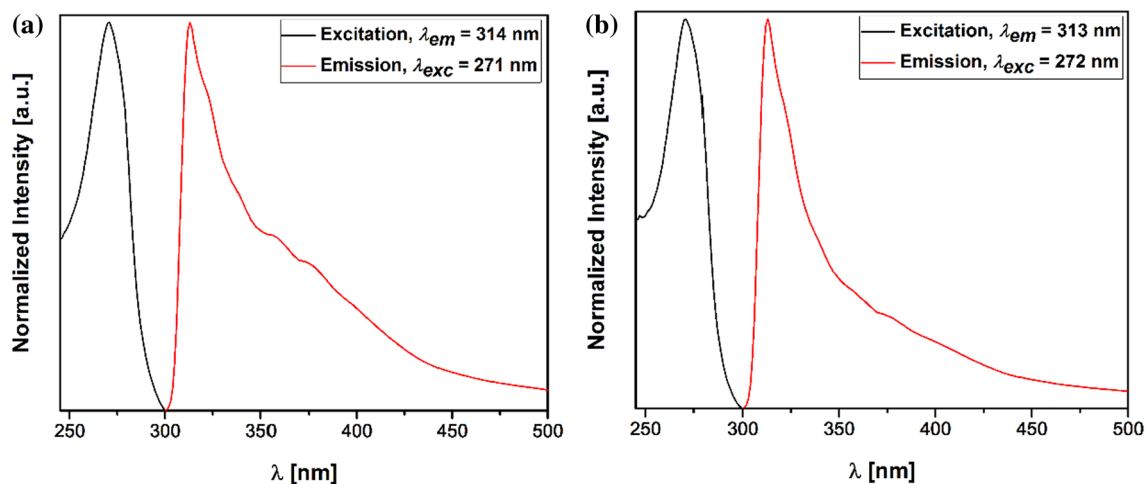 (a)
Excitation, λem = 314 nm
Emission, λexc = 271 nm
Normalized Intensity [a.u.]
250 300 350 400 450 500
λ [nm]
(b)
Excitation, λem = 313 nm
Emission, λexc = 272 nm
Normalized Intensity [a.u.]
250 300 350 400 450 500
λ [nm]